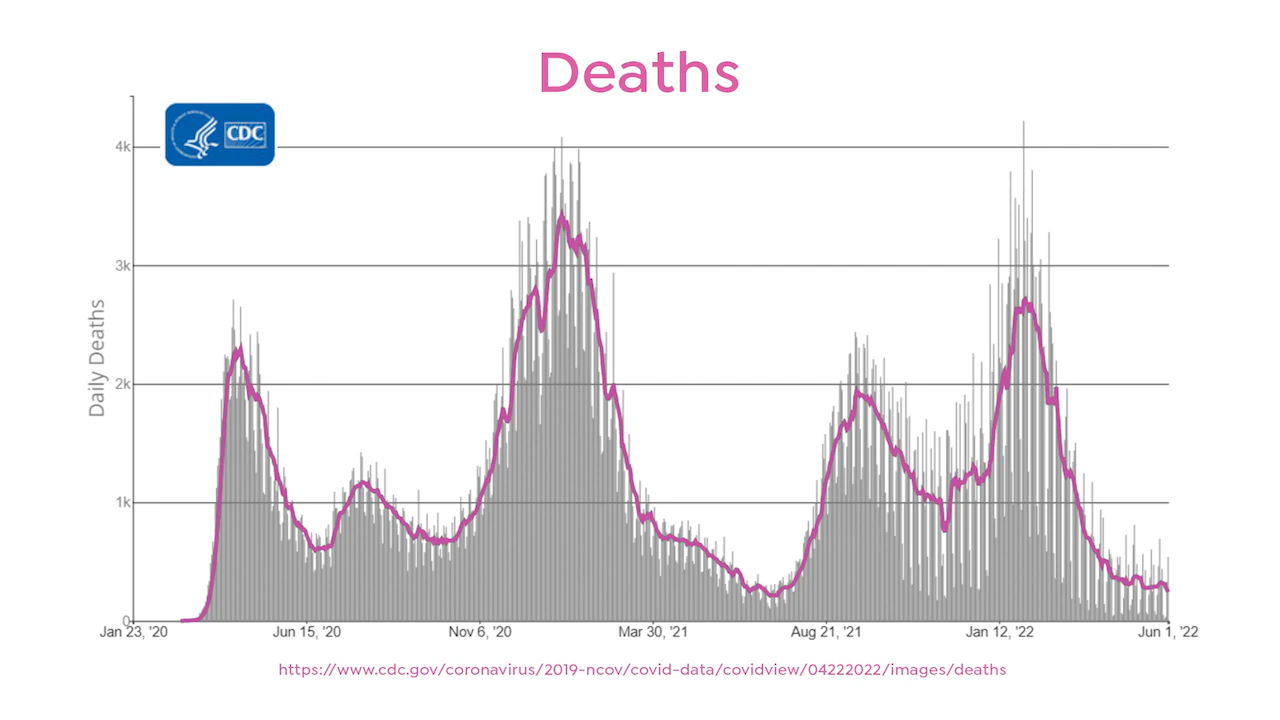 Deaths
CDC
4k
3k
2k
1k
0
Daily Deaths
Jan 23, '20
Jun 15, '20
Nov 6, '20
Mar 30, '21
Aug 21, '21
Jan 12, '22
Jun 1, '22
https://www.cdc.gov/coronavirus/2019-ncov/covid-data/covidview/04222022/images/deaths